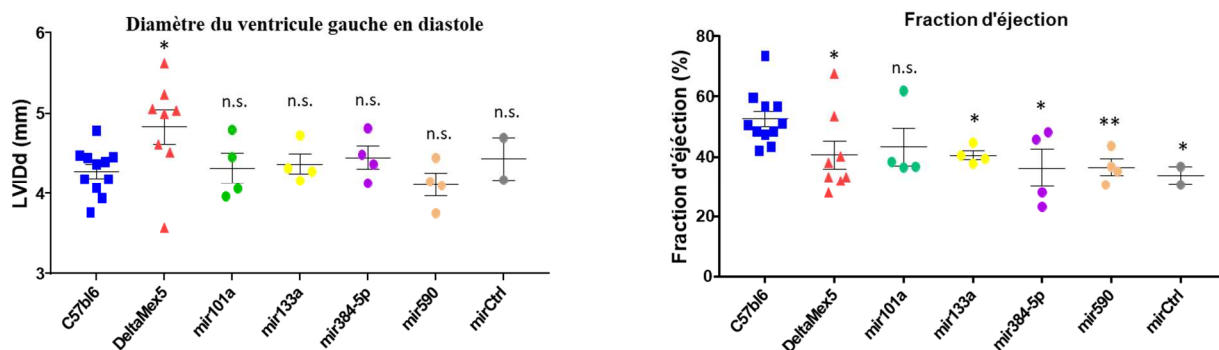 Diamètre du ventricule gauche en diastole
LVIDd (mm)
6
5
4
3
*
n.s.
n.s.
n.s.
n.s.
n.s.
C57bl6
DeltaMex5
mir101a
mir133a
mir384-5p
mir590
mirCtrl
Fraction d'éjection
Fraction d'éjéction (%)
80
60
40
20
0
*
n.s.
*
*
**
*
C57bl6
DeltaMex5
mir101a
mir133a
mir384-5p
mir590
mirCtrl